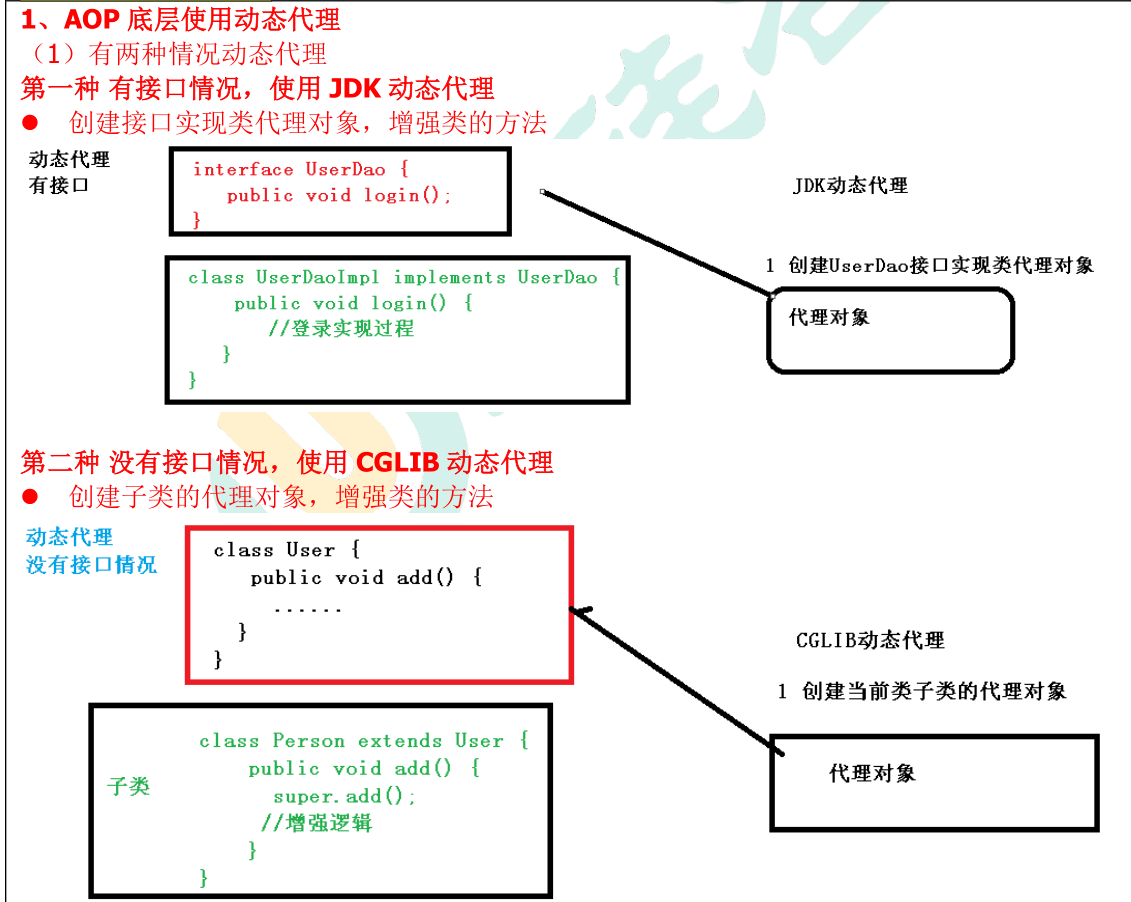 1、AOP 底层使用动态代理
（1）有两种情况动态代理
第一种 有接口情况，使用 JDK 动态代理
● 创建接口实现类代理对象，增强类的方法
动态代理
有接口
interface UserDao {
public void login();
}
JDK动态代理
1 创建UserDao接口实现类代理对象
代理对象
class UserDaoImpl implements UserDao {
public void login() {
//登录实现过程
}
}
第二种 没有接口情况，使用 CGLIB 动态代理
● 创建子类的代理对象，增强类的方法
动态代理
没有接口情况
class User {
public void add() {
......
}
}
CGLIB动态代理
1 创建当前类子类的代理对象
代理对象
子类
class Person extends User {
public void add() {
super.add();
//增强逻辑
}
}